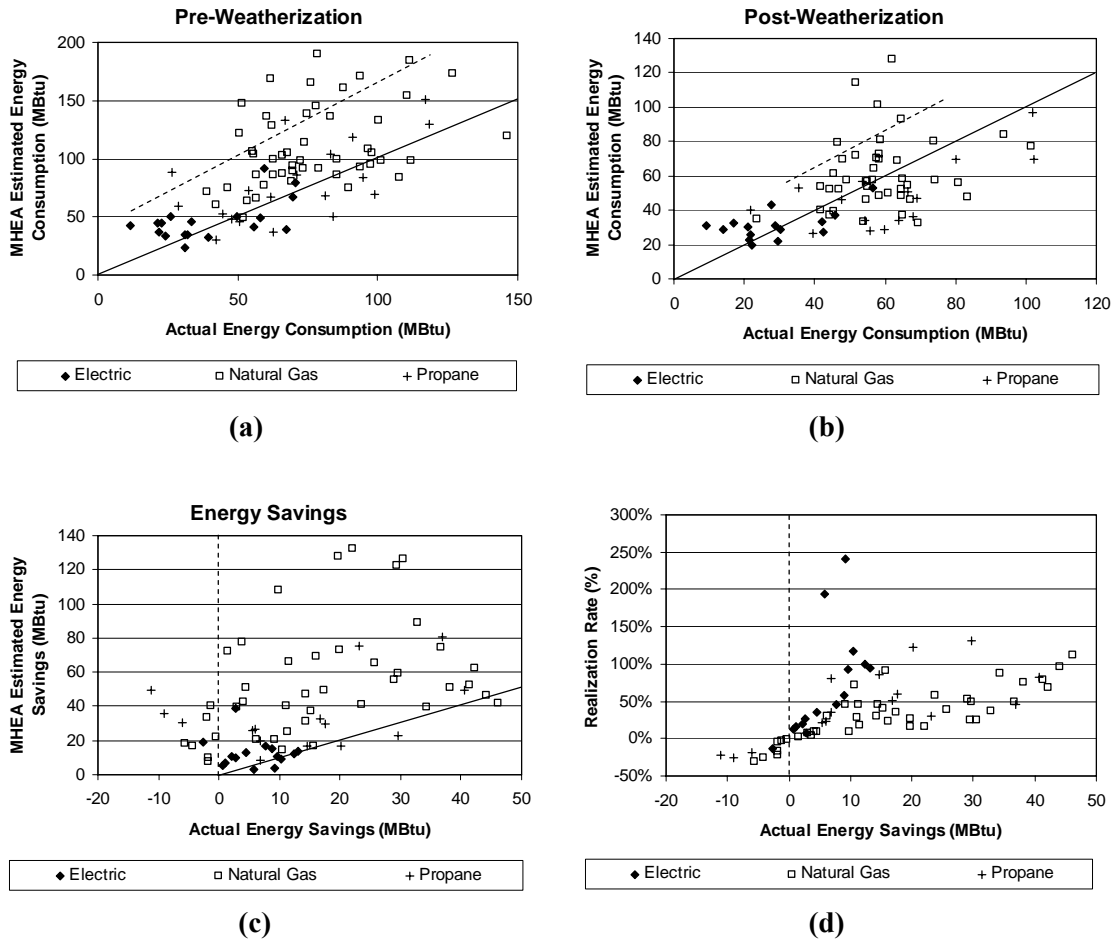 Pre-Weatherization
MHEA Estimated Energy
Consumption (MBtu)
200
150
100
50
0
0 50 100 150
Actual Energy Consumption (MBtu)
Electric Natural Gas Propane
(a)
Post-Weatherization
MHEA Estimated Energy
Consumption (MBtu)
140
120
100
80
60
40
20
0
0 20 40 60 80 100 120
Actual Energy Consumption (MBtu)
Electric Natural Gas Propane
(b)
Energy Savings
MHEA Estimated Energy
Savings (MBtu)
140
120
100
80
60
40
20
0
-20 -10 0 10 20 30 40 50
Actual Energy Savings (MBtu)
Electric Natural Gas Propane
(c)
Realization Rate (%)
300%
250%
200%
150%
100%
50%
0%
-50%
-20 -10 0 10 20 30 40 50
Actual Energy Savings (MBtu)
Electric Natural Gas Propane
(d)